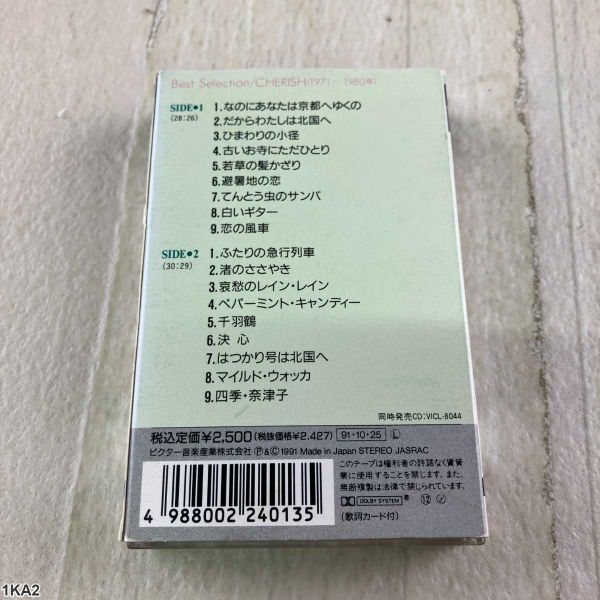 Best Selection/CHERISH(1971—1980年)
SIDE●1 1.なのにあなたは京都へゆくの
(28:26) 2.だからわたしは北国へ
3.ひまわりの小径
4.古いお寺にただひとり
5.若草の髪かざり
6.避暑地の恋
7.てんとう虫のサンバ
8.白いギター
9.恋の風車
SIDE●2 1.ふたりの急行列車
(30:29) 2.渚のささやき
3.哀愁のレイン・レイン
4.ペパーミント・キャンディー
5.千羽鶴
6.決心
7.はつかり号は北国へ
8.マイルド・ウォッカ
9.四季・奈津子
同時発売CD:VICL-8044
税込定価¥2,500(税抜価格¥2,427) 91・10・25 Ⓛ
ビクター音楽産業株式会社 Ⓟ&©1991 Made in Japan STEREO JASRAC
このテープは権利者の許諾なく賃貸
業に使用することを禁じます。また、
無断複製は法律で禁じられています。
DOLBY SYSTEM® ⑫
(歌詞カード付)
4 988002 240135
1KA2